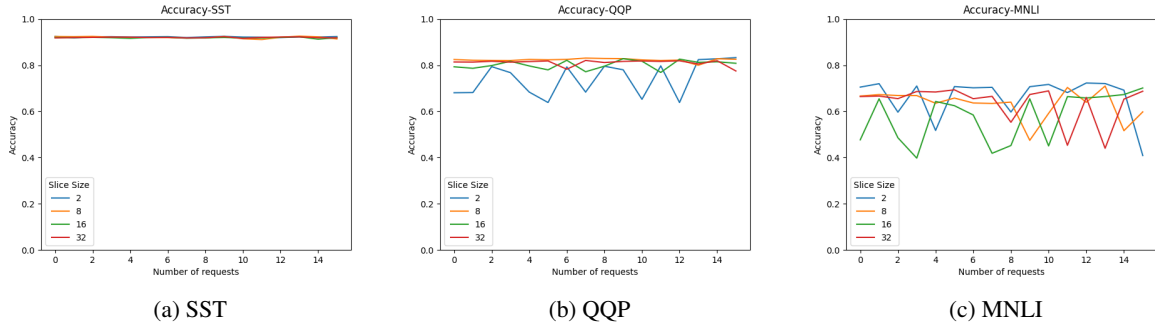 Accuracy-SST
1.0
0.8
0.6
0.4
0.2
0.0
Accuracy
Slice Size
2
8
16
32
0 2 4 6 8 10 12 14
Number of requests
(a) SST
Accuracy-QQP
1.0
0.8
0.6
0.4
0.2
0.0
Accuracy
Slice Size
2
8
16
32
0 2 4 6 8 10 12 14
Number of requests
(b) QQP
Accuracy-MNLI
1.0
0.8
0.6
0.4
0.2
0.0
Accuracy
Slice Size
2
8
16
32
0 2 4 6 8 10 12 14
Number of requests
(c) MNLI